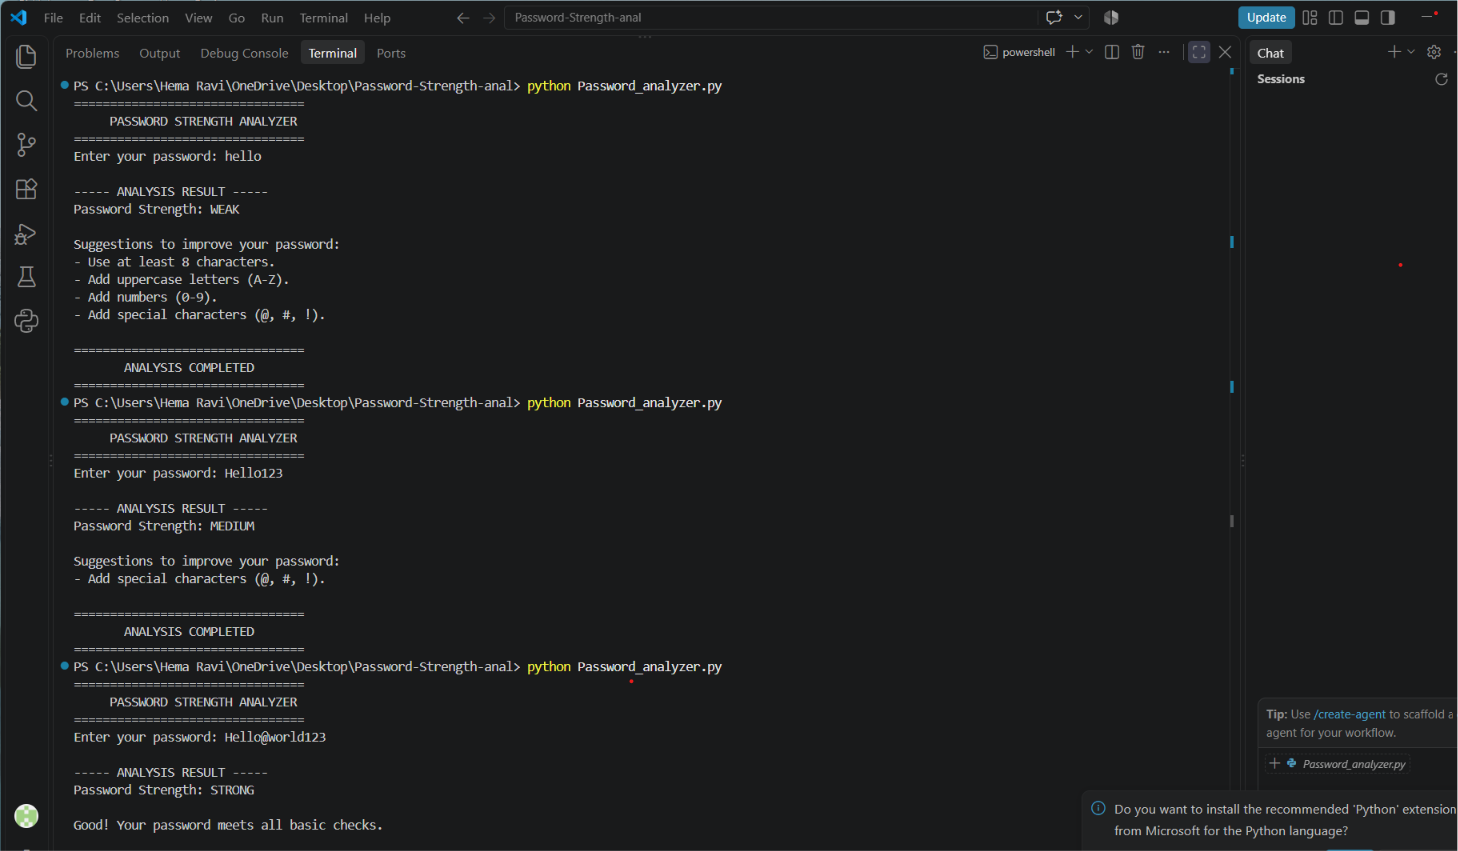 File Edit Selection View Go Run Terminal Help
Password-Strength-anal
Update
Problems Output Debug Console Terminal Ports
powershell
PS C:\Users\Hema Ravi\OneDrive\Desktop\Password-Strength-anal> python Password_analyzer.py
================================
PASSWORD STRENGTH ANALYZER
================================
Enter your password: hello
----- ANALYSIS RESULT -----
Password Strength: WEAK
Suggestions to improve your password:
- Use at least 8 characters.
- Add uppercase letters (A-Z).
- Add numbers (0-9).
- Add special characters (@, #, !).
================================
ANALYSIS COMPLETED
================================
PS C:\Users\Hema Ravi\OneDrive\Desktop\Password-Strength-anal> python Password_analyzer.py
================================
PASSWORD STRENGTH ANALYZER
================================
Enter your password: Hello123
----- ANALYSIS RESULT -----
Password Strength: MEDIUM
Suggestions to improve your password:
- Add special characters (@, #, !).
================================
ANALYSIS COMPLETED
================================
PS C:\Users\Hema Ravi\OneDrive\Desktop\Password-Strength-anal> python Password_analyzer.py
================================
PASSWORD STRENGTH ANALYZER
================================
Enter your password: Hello@world123
----- ANALYSIS RESULT -----
Password Strength: STRONG
Good! Your password meets all basic checks.
Chat
Sessions
Tip: Use /create-agent to scaffold a
agent for your workflow.
Password_analyzer.py
Do you want to install the recommended 'Python' extension
from Microsoft for the Python language?